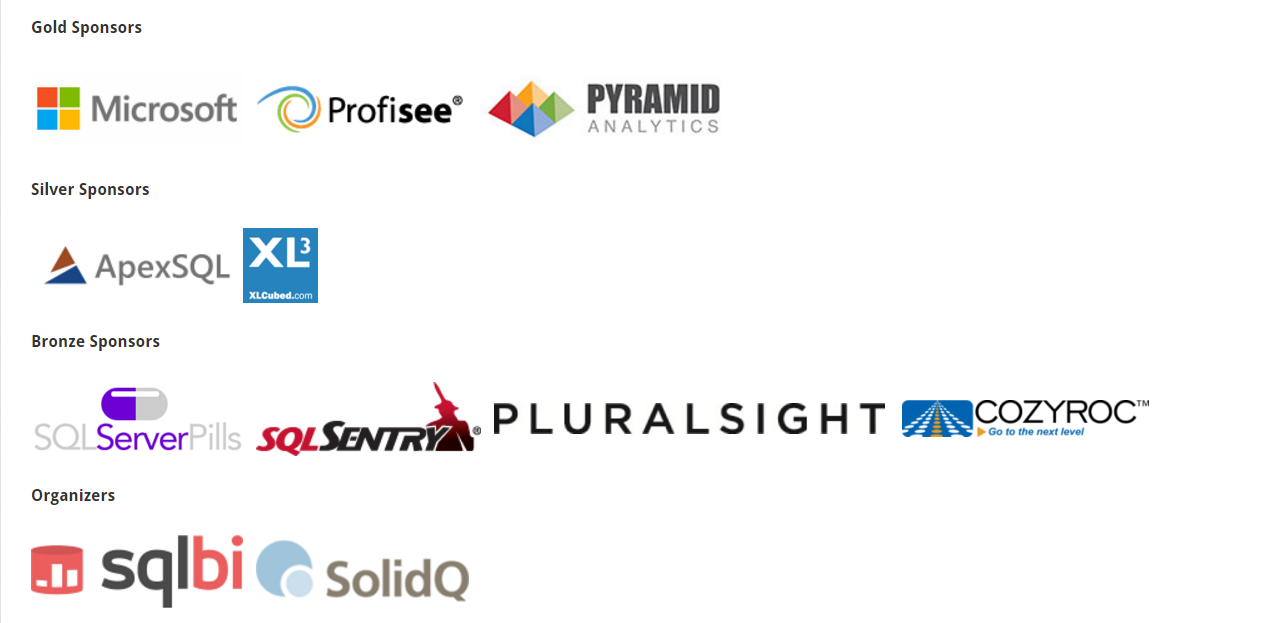 Gold Sponsors
Microsoft
Profisee®
PYRAMID
ANALYTICS
Silver Sponsors
ApexSQL
XL3
XLCubed.com
Bronze Sponsors
SQLServerPills
SQLSENTRY®
PLURALSIGHT
COZYROC™
Go to the next level
Organizers
sqlbi
SolidQ